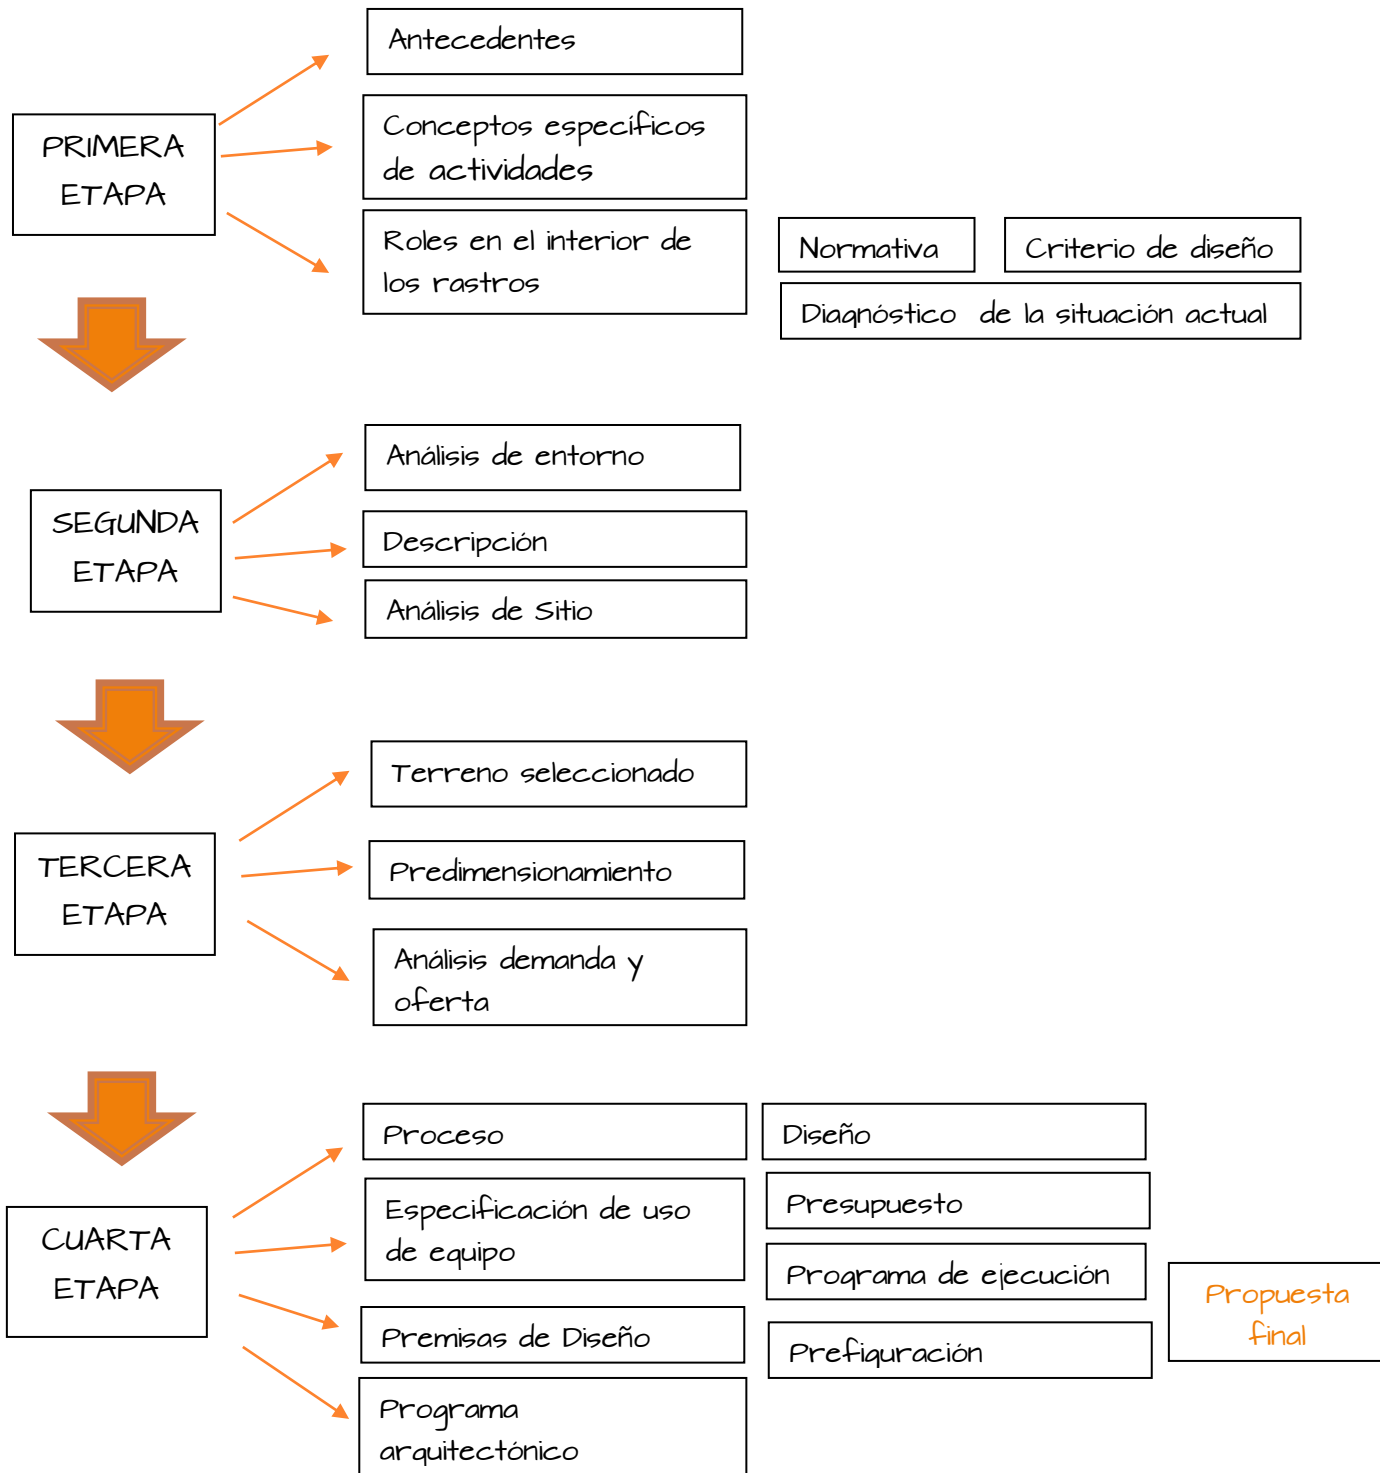 PRIMERA
ETAPA
Antecedentes
Conceptos específicos
de actividades
Roles en el interior de
los rastros
Normativa
Criterio de diseño
Diagnóstico de la situación actual
SEGUNDA
ETAPA
Análisis de entorno
Descripción
Análisis de Sitio
TERCERA
ETAPA
Terreno seleccionado
Predimensionamiento
Análisis demanda y
oferta
CUARTA
ETAPA
Proceso
Especificación de uso
de equipo
Premisas de Diseño
Programa
arquitectónico
Diseño
Presupuesto
Programa de ejecución
Prefiguración
Propuesta
final